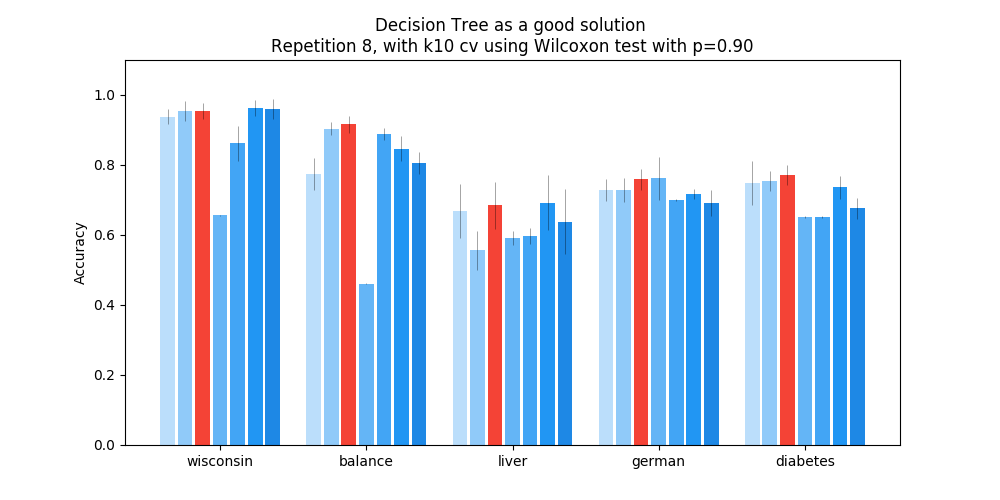 Decision Tree as a good solution
Repetition 8, with k10 cv using Wilcoxon test with p=0.90
1.0
0.8
0.6
0.4
0.2
0.0
Accuracy
wisconsin
balance
liver
german
diabetes